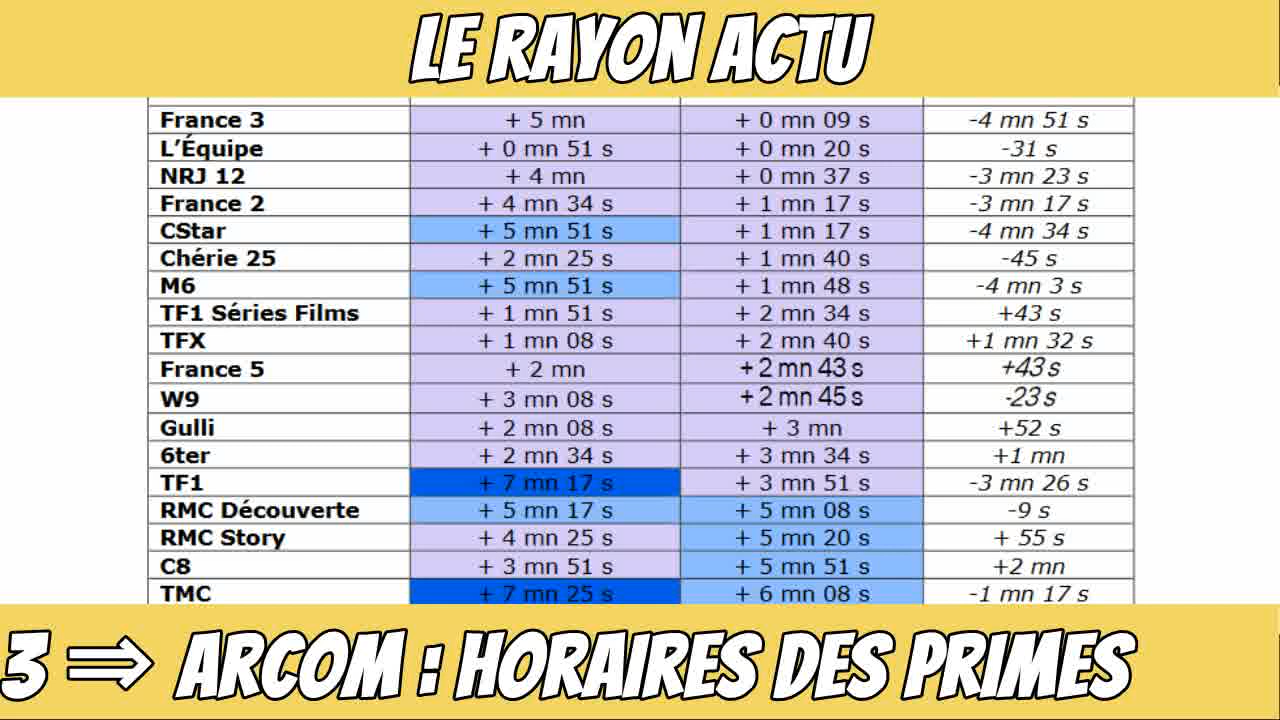 LE RAYON ACTU
France 3 + 5 mn + 0 mn 09 s -4 mn 51 s
L'Équipe + 0 mn 51 s + 0 mn 20 s -31 s
NRJ 12 + 4 mn + 0 mn 37 s -3 mn 23 s
France 2 + 4 mn 34 s + 1 mn 17 s -3 mn 17 s
CStar + 5 mn 51 s + 1 mn 17 s -4 mn 34 s
Chérie 25 + 2 mn 25 s + 1 mn 40 s -45 s
M6 + 5 mn 51 s + 1 mn 48 s -4 mn 3 s
TF1 Séries Films + 1 mn 51 s + 2 mn 34 s +43 s
TFX + 1 mn 08 s + 2 mn 40 s +1 mn 32 s
France 5 + 2 mn + 2 mn 43 s +43 s
W9 + 3 mn 08 s + 2 mn 45 s -23 s
Gulli + 2 mn 08 s + 3 mn +52 s
6ter + 2 mn 34 s + 3 mn 34 s +1 mn
TF1 + 7 mn 17 s + 3 mn 51 s -3 mn 26 s
RMC Découverte + 5 mn 17 s + 5 mn 08 s -9 s
RMC Story + 4 mn 25 s + 5 mn 20 s + 55 s
C8 + 3 mn 51 s + 5 mn 51 s +2 mn
TMC + 7 mn 25 s + 6 mn 08 s -1 mn 17 s
3 ⇒ ARCOM : HORAIRES DES PRIMES